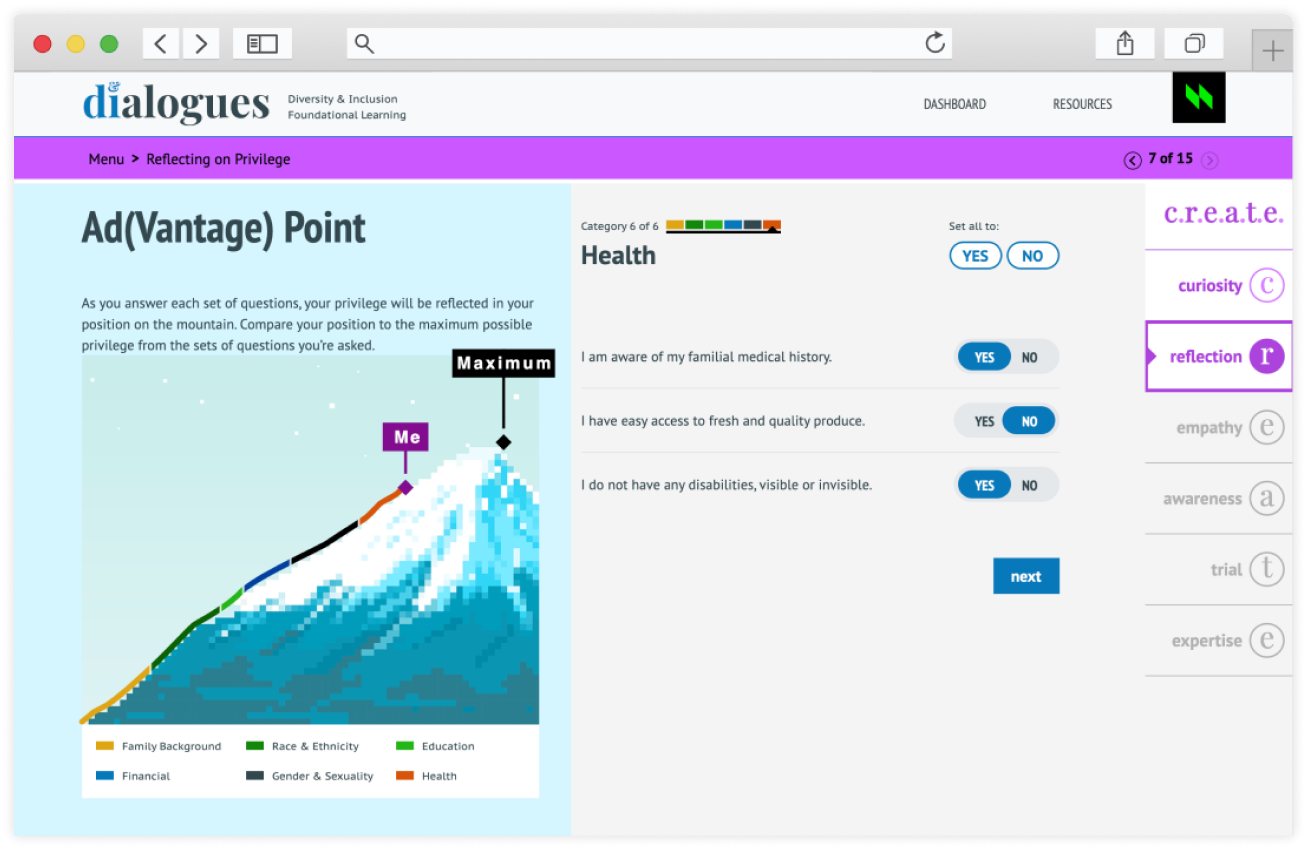 di&alogues
Diversity & Inclusion
Foundational Learning
DASHBOARD
RESOURCES
Menu > Reflecting on Privilege
7 of 15
Ad(Vantage) Point
As you answer each set of questions, your privilege will be reflected in your
position on the mountain. Compare your position to the maximum possible
privilege from the sets of questions you're asked.
Maximum
Me
Family Background
Race & Ethnicity
Education
Financial
Gender & Sexuality
Health
Category 6 of 6
Health
Set all to:
YES NO
I am aware of my familial medical history.
YES NO
I have easy access to fresh and quality produce.
YES NO
I do not have any disabilities, visible or invisible.
YES NO
next
c.r.e.a.t.e.
curiosity c
reflection r
empathy e
awareness a
trial t
expertise e